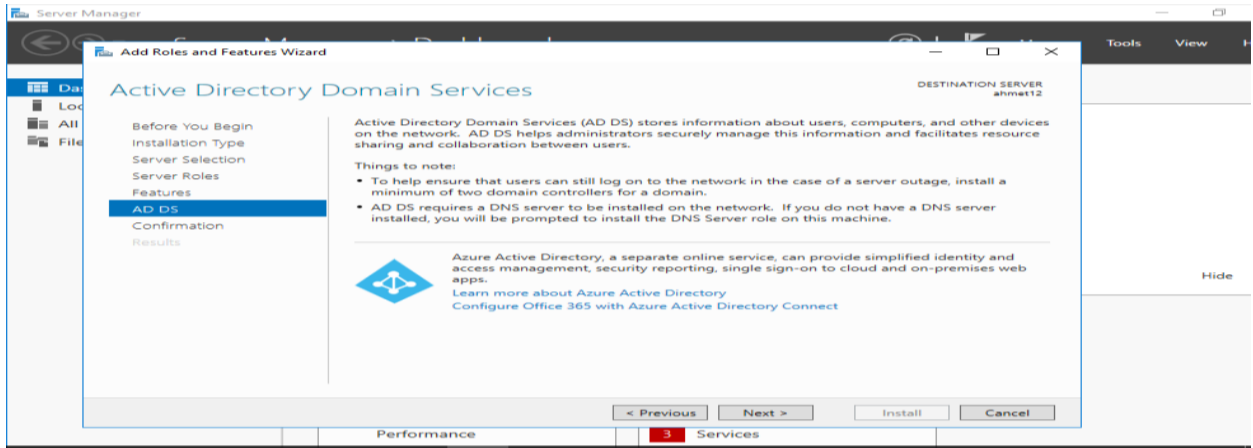 Server Manager
Add Roles and Features Wizard
Tools
View
Active Directory Domain Services
DESTINATION SERVER
ahmet12
Before You Begin
Installation Type
Server Selection
Server Roles
Features
AD DS
Confirmation
Results
Active Directory Domain Services (AD DS) stores information about users, computers, and other devices
on the network. AD DS helps administrators securely manage this information and facilitates resource
sharing and collaboration between users.
Things to note:
• To help ensure that users can still log on to the network in the case of a server outage, install a
minimum of two domain controllers for a domain.
• AD DS requires a DNS server to be installed on the network. If you do not have a DNS server
installed, you will be prompted to install the DNS Server role on this machine.
Azure Active Directory, a separate online service, can provide simplified identity and
access management, security reporting, single sign-on to cloud and on-premises web
apps.
Learn more about Azure Active Directory
Configure Office 365 with Azure Active Directory Connect
Hide
< Previous
Next >
Install
Cancel
Performance
3 Services
All
File